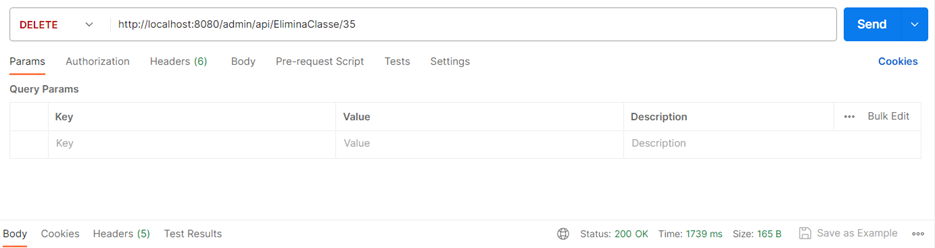 DELETE http://localhost:8080/admin/api/EliminaClasse/35 Send
Params Authorization Headers (6) Body Pre-request Script Tests Settings Cookies
Query Params
Key Value Description Bulk Edit
Key Value Description
Body Cookies Headers (5) Test Results Status: 200 OK Time: 1739 ms Size: 165 B Save as Example